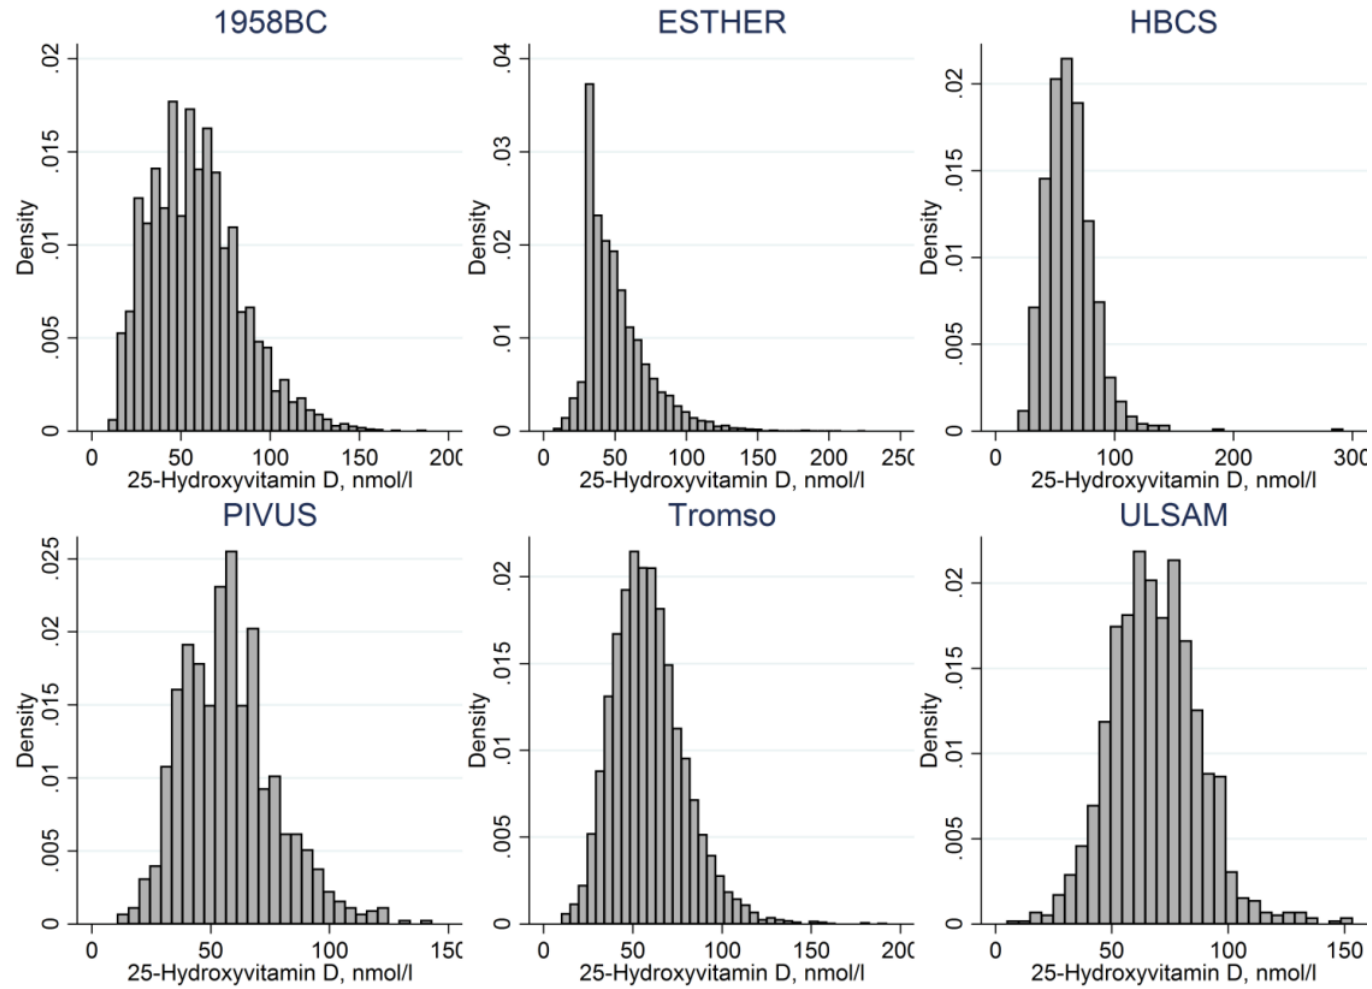 1958BC
Density
.02
.015
.01
.005
0
0 50 100 150 200
25-Hydroxyvitamin D, nmol/l
ESTHER
Density
.04
.03
.02
.01
0
0 50 100 150 200 250
25-Hydroxyvitamin D, nmol/l
HBCS
Density
.02
.015
.01
.005
0
0 100 200 300
25-Hydroxyvitamin D, nmol/l
PIVUS
Density
.025
.02
.015
.01
.005
0
0 50 100 150
25-Hydroxyvitamin D, nmol/l
Tromso
Density
.02
.015
.01
.005
0
0 50 100 150 200
25-Hydroxyvitamin D, nmol/l
ULSAM
Density
.02
.015
.01
.005
0
0 50 100 150
25-Hydroxyvitamin D, nmol/l